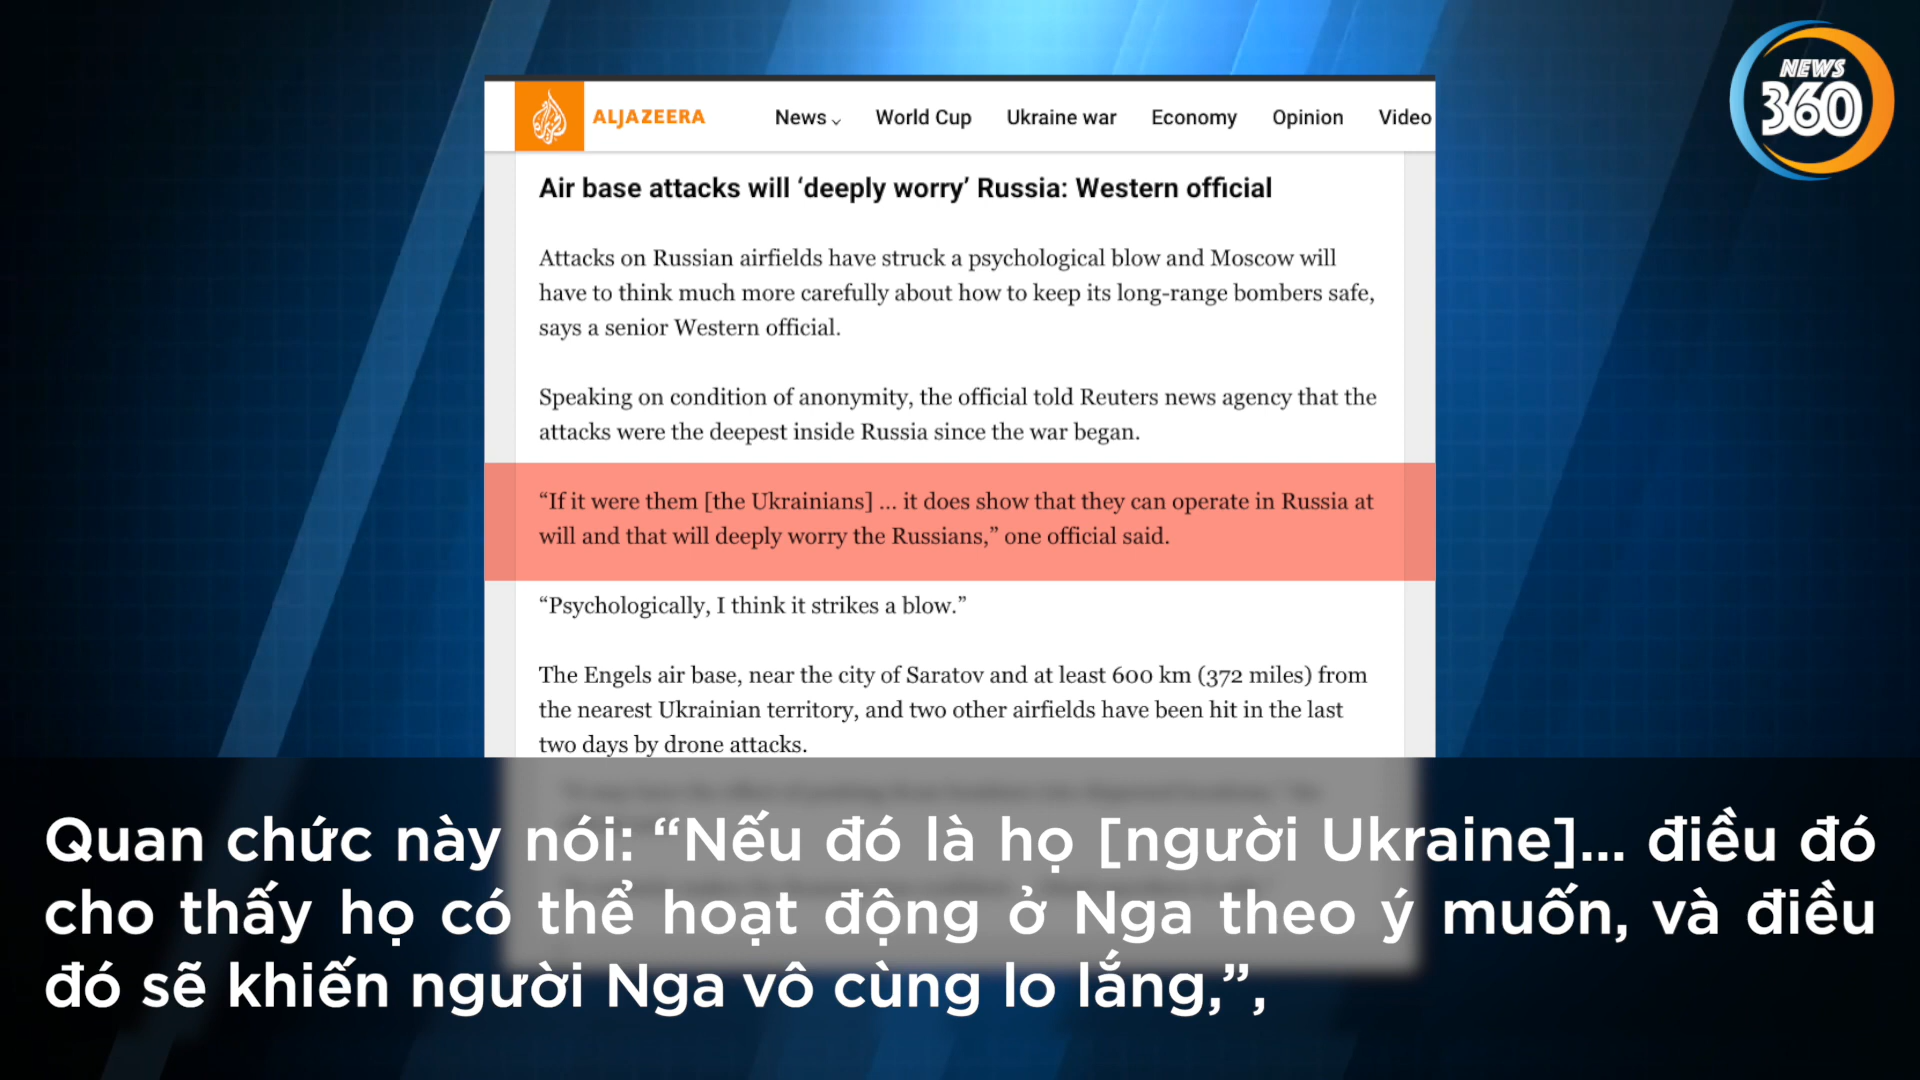 NEWS
360
ALJAZEERA
News World Cup Ukraine war Economy Opinion Video
Air base attacks will ‘deeply worry’ Russia: Western official
Attacks on Russian airfields have struck a psychological blow and Moscow will
have to think much more carefully about how to keep its long-range bombers safe,
says a senior Western official.
Speaking on condition of anonymity, the official told Reuters news agency that the
attacks were the deepest inside Russia since the war began.
“If it were them [the Ukrainians] ... it does show that they can operate in Russia at
will and that will deeply worry the Russians,” one official said.
“Psychologically, I think it strikes a blow.”
The Engels air base, near the city of Saratov and at least 600 km (372 miles) from
the nearest Ukrainian territory, and two other airfields have been hit in the last
two days by drone attacks.
Quan chức này nói: “Nếu đó là họ [người Ukraine]... điều đó
cho thấy họ có thể hoạt động ở Nga theo ý muốn, và điều
đó sẽ khiến người Nga vô cùng lo lắng,”,